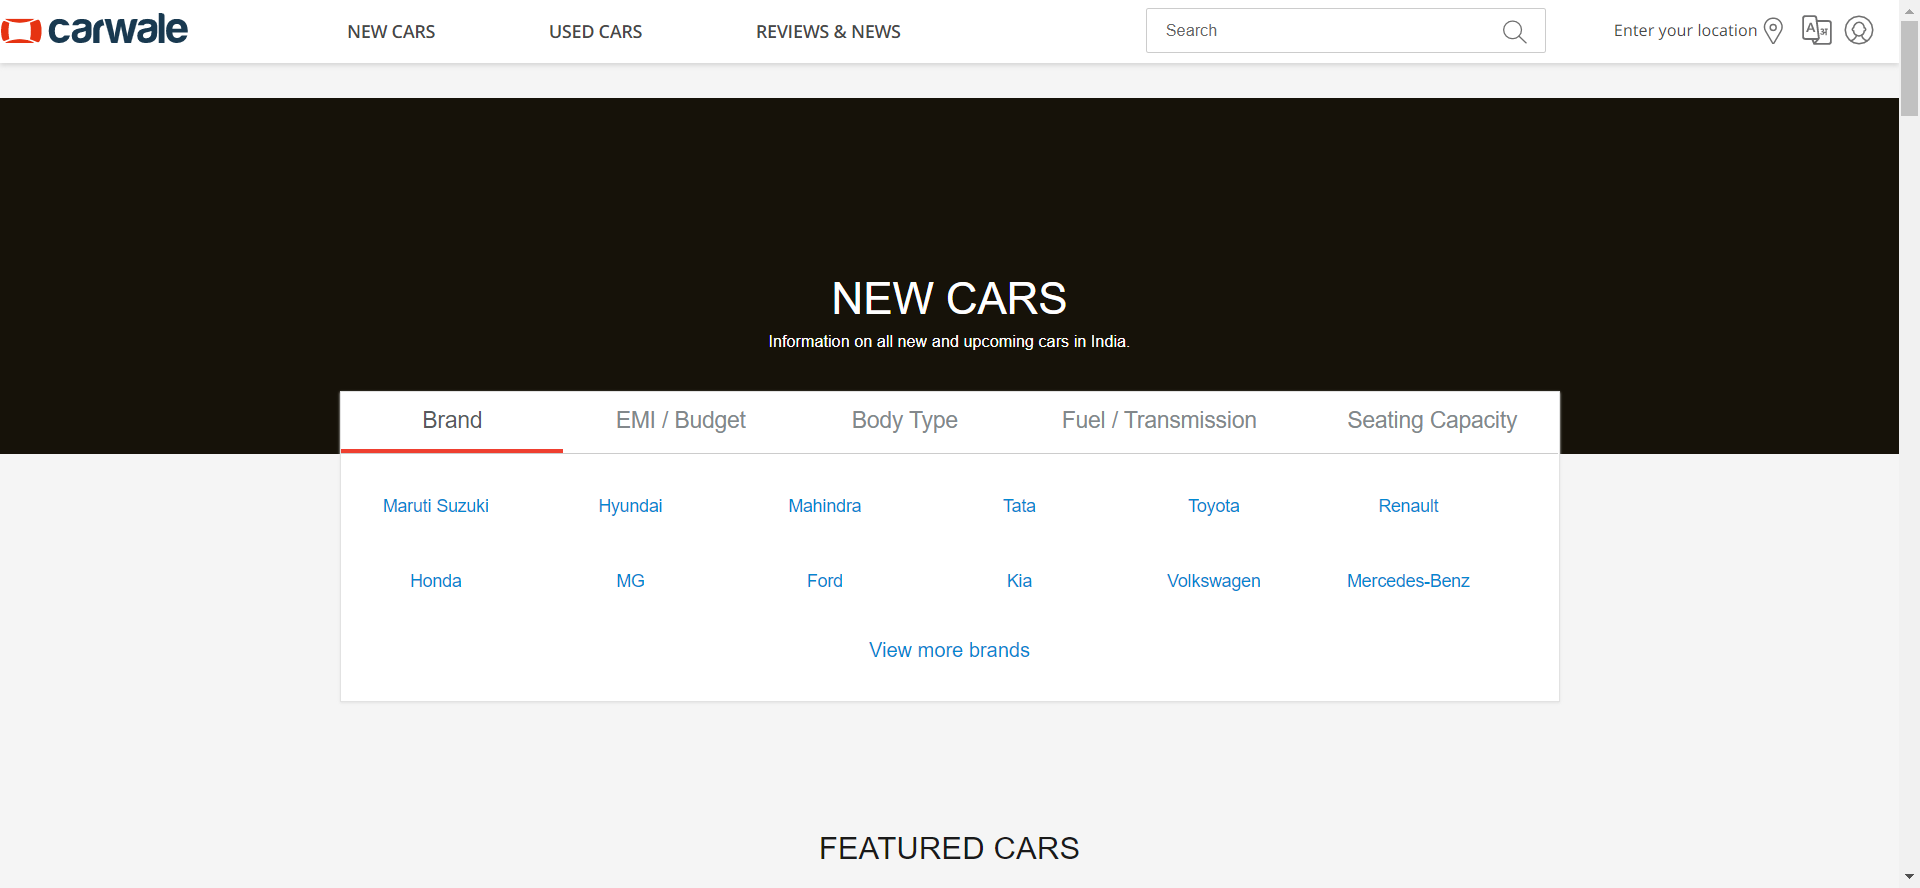 carwale
NEW CARS
USED CARS
REVIEWS & NEWS
Search
Enter your location
A अ
NEW CARS
Information on all new and upcoming cars in India.
Brand
EMI / Budget
Body Type
Fuel / Transmission
Seating Capacity
Maruti Suzuki
Hyundai
Mahindra
Tata
Toyota
Renault
Honda
MG
Ford
Kia
Volkswagen
Mercedes-Benz
View more brands
FEATURED CARS